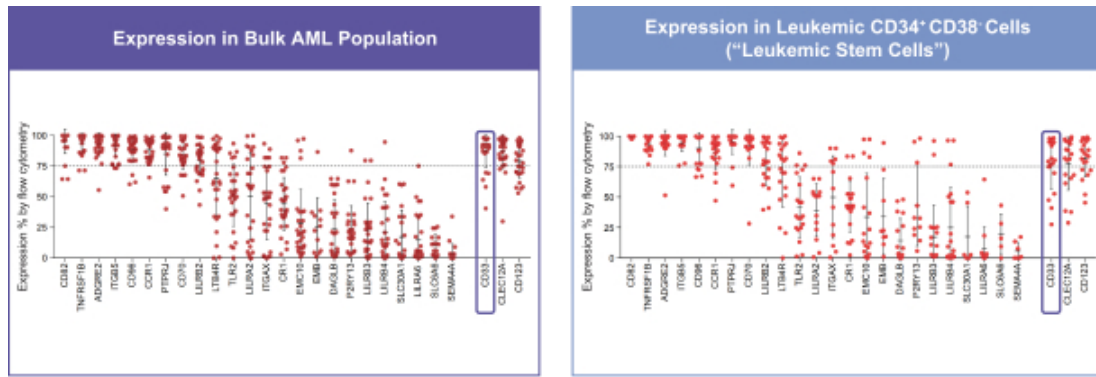 Expression in Bulk AML Population
Expression % by flow cytometry
100
75
50
25
0
CD82
TNFRSF1B
ADGRE2
ITGB5
CD96
CCR1
PTPRJ
CD70
LILRB2
LTB4R
TLR2
LILRA2
ITGAX
CR1
EMC10
EMB
DAGLB
P2RY13
LILRB3
LILRB4
SLC30A1
LILRA6
SLC6A6
SEMA4A
CD33
CLEC12A
CD123
Expression in Leukemic CD34⁺ CD38⁻ Cells
(“Leukemic Stem Cells”)
Expression % by flow cytometry
100
75
50
25
0
CD82
TNFRSF1B
ADGRE2
ITGB5
CD96
CCR1
PTPRJ
CD70
LILRB2
LTB4R
TLR2
LILRA2
ITGAX
CR1
EMC10
EMB
DAGLB
P2RY13
LILRB3
LILRB4
SLC30A1
LILRA6
SLC6A6
SEMA4A
CD33
CLEC12A
CD123